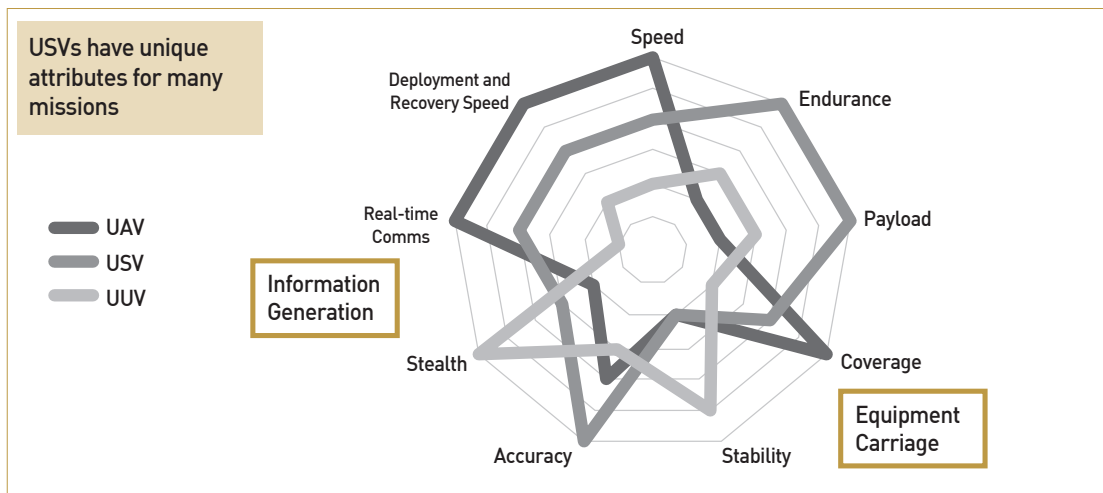 USVs have unique
attributes for many
missions
Speed
Deployment and
Recovery Speed
Endurance
Real-time
Comms
Payload
UAV
USV
UUV
Information
Generation
Stealth
Coverage
Equipment
Carriage
Accuracy
Stability